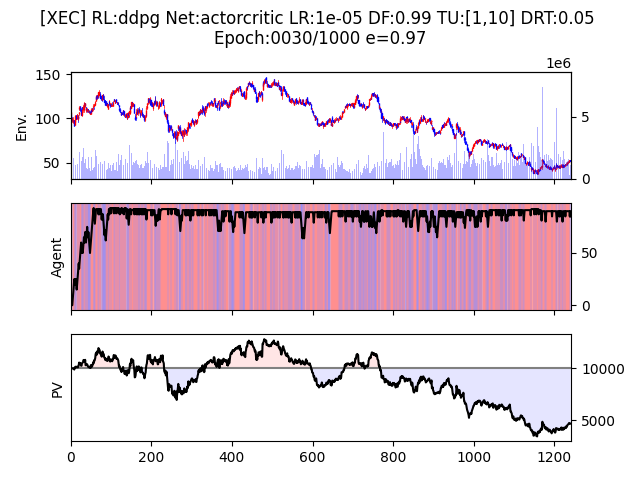 [XEC] RL:ddpg Net:actorcritic LR:1e-05 DF:0.99 TU:[1,10] DRT:0.05
Epoch:0030/1000 e=0.97
1e6
150
100
50
Env.
5
0
Agent
50
0
PV
10000
5000
0 200 400 600 800 1000 1200